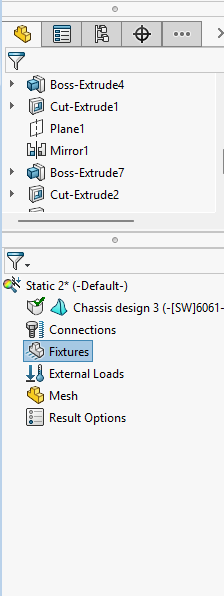 Boss-Extrude4
Cut-Extrude1
Plane1
Mirror1
Boss-Extrude7
Cut-Extrude2
Static 2* (-Default-)
Chassis design 3 (-[SW]6061-
Connections
Fixtures
External Loads
Mesh
Result Options